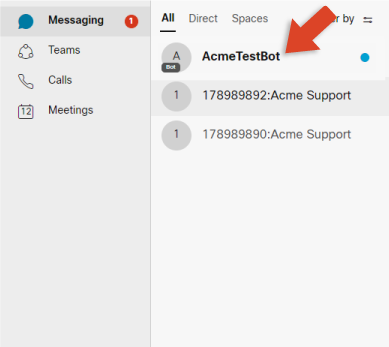 Messaging
1
Teams
Calls
12
Meetings
All Direct Spaces er by
A
Bot
AcmeTestBot
1
178989892:Acme Support
1
178989890:Acme Support